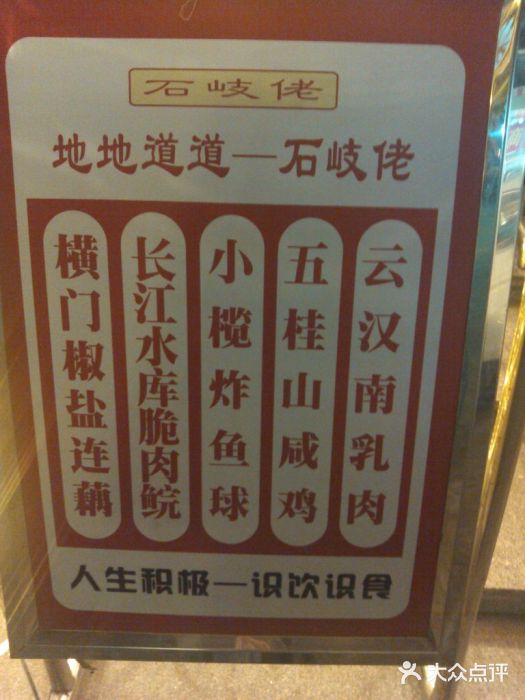 石岐佬
地地道道—石岐佬
横门椒盐连藕
长江水库脆肉鲩
小榄炸鱼球
五桂山咸鸡
云汉南乳肉
人生积极—识饮识食
大众点评